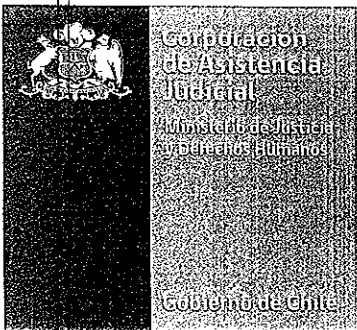 Corporación
de Asistencia
Judicial
Ministerio de Justicia
y Derechos Humanos
Gobierno de Chile